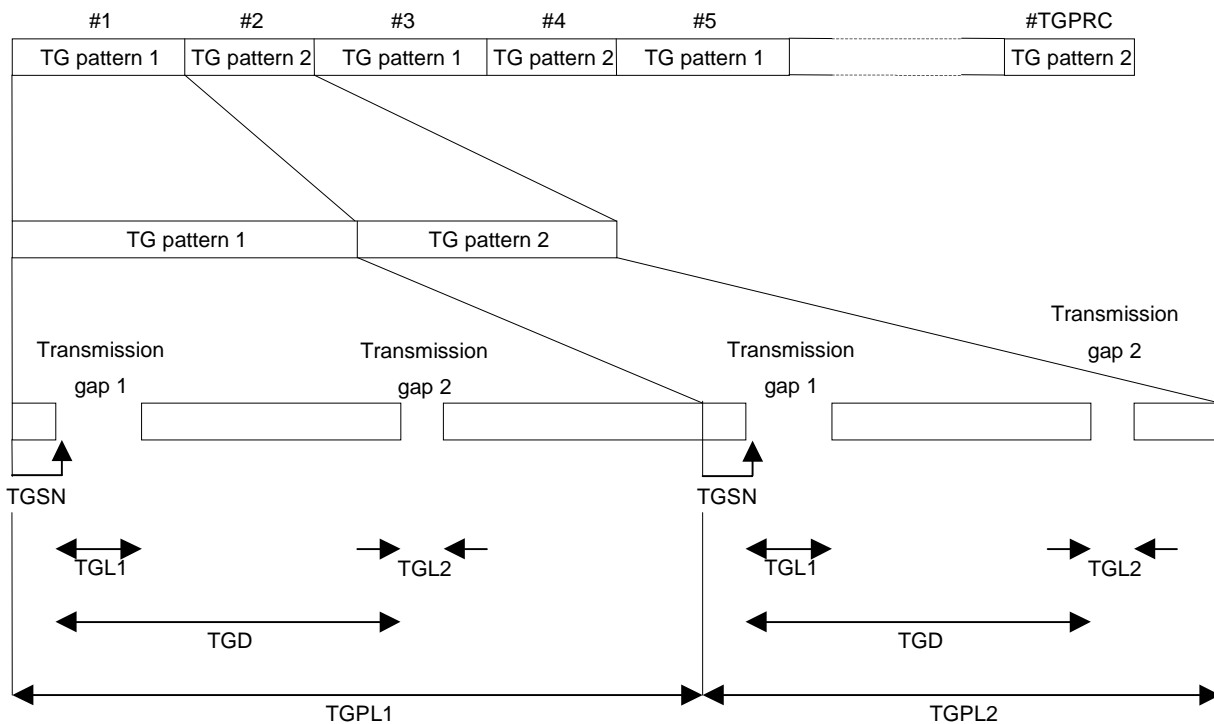 #1 #2 #3 #4 #5 #TGPRC
TG pattern 1 TG pattern 2 TG pattern 1 TG pattern 2 TG pattern 1 TG pattern 2
TG pattern 1 TG pattern 2
Transmission
gap 1
Transmission
gap 2
Transmission
gap 1
Transmission
gap 2
TGSN TGSN
TGL1 TGL2 TGL1 TGL2
TGD TGD
TGPL1 TGPL2